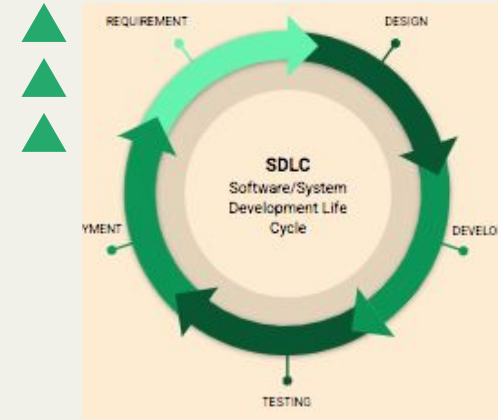 REQUIREMENT
DESIGN
SDLC
Software/System
Development Life
Cycle
YMENT
DEVELO
TESTING